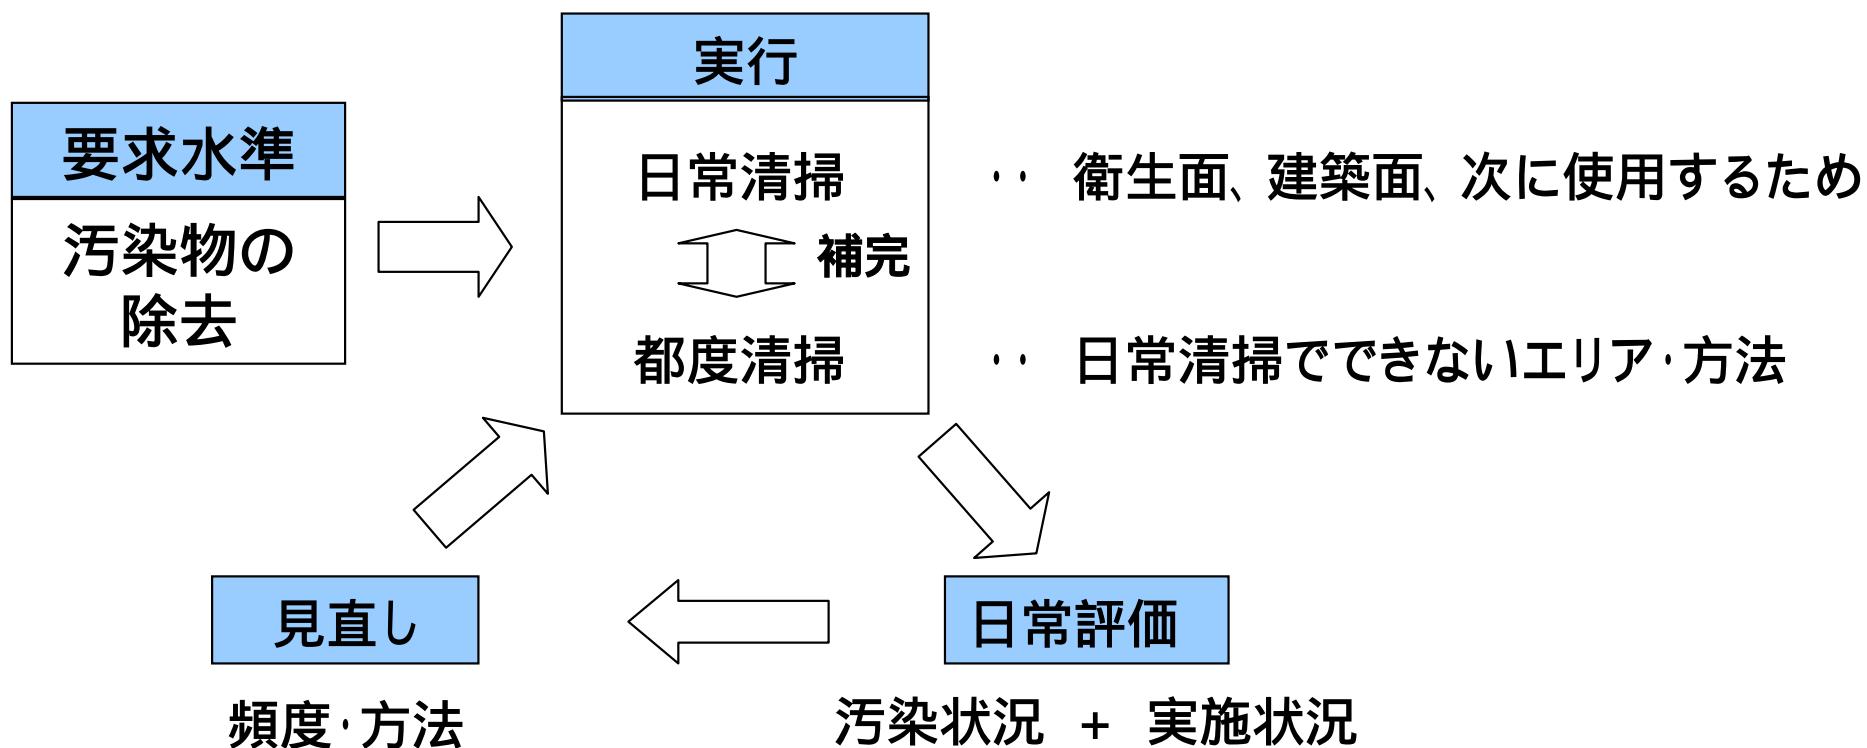 実行
要求水準
汚染物の
除去
日常清掃 ‥ 衛生面、建築面、次に使用するため
補完
都度清掃 ‥ 日常清掃でできないエリア・方法
見直し
日常評価
頻度・方法
汚染状況 + 実施状況